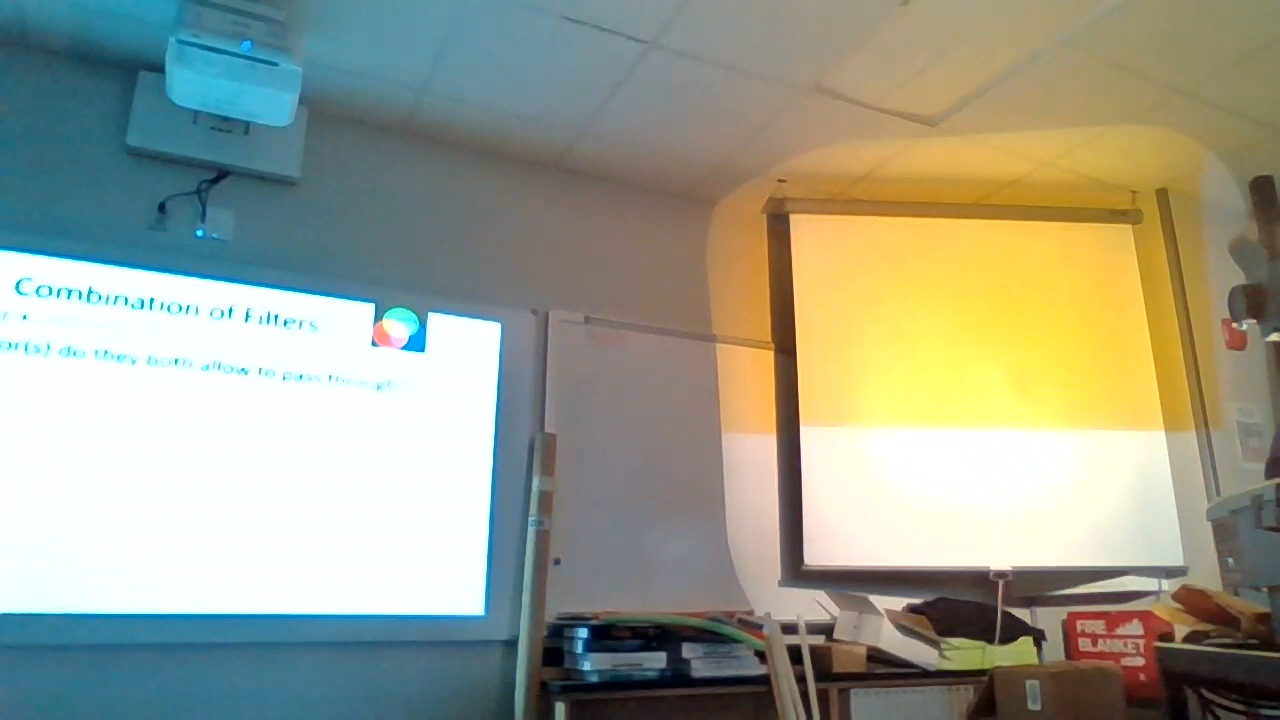 Combination of Filters
do they both allow to pass through
FIRE
BLANKET